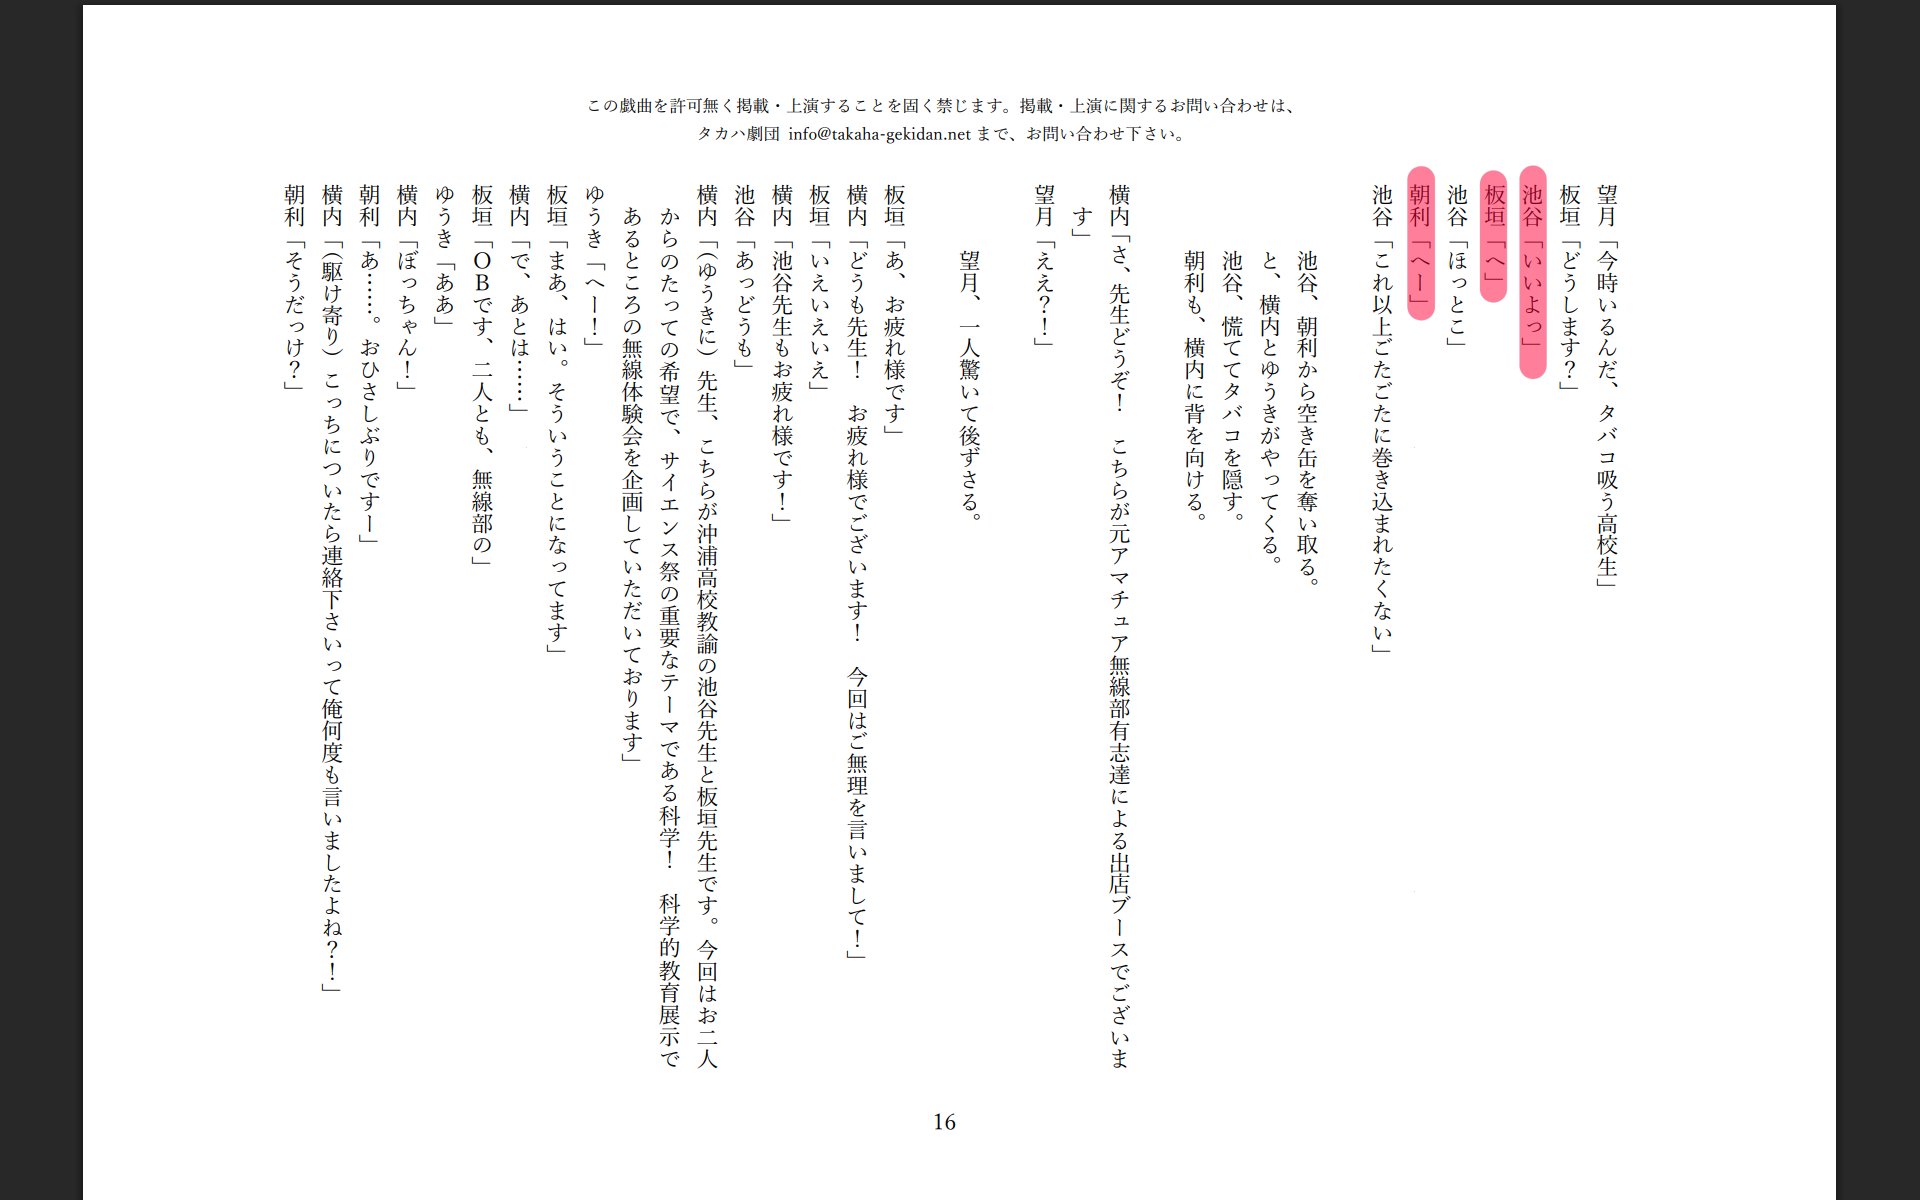 この戯曲を許可無く掲載・上演することを固く禁じます。掲載・上演に関するお問い合わせは、
タカハ劇団 info@takaha-gekidan.net まで、お問い合わせ下さい。
望月「今時いるんだ、タバコ吸う高校生」
板垣「どうします？」
池谷「いいよっ」
板垣「へ」
池谷「ほっとこ」
朝利「へー」
池谷「これ以上ごたごたに巻き込まれたくない」
池谷、朝利から空き缶を奪い取る。
と、横内とゆうきがやってくる。
池谷、慌ててタバコを隠す。
朝利も、横内に背を向ける。
横内「さ、先生どうぞ！　こちらが元アマチュア無線部有志達による出店ブースでございま
す」
望月「ええ？！」
望月、一人驚いて後ずさる。
板垣「あ、お疲れ様です」
横内「どうも先生！　お疲れ様でございます！　今回はご無理を言いまして！」
板垣「いえいえいえ」
横内「池谷先生もお疲れ様です！」
池谷「あっどうも」
横内「（ゆうきに）先生、こちらが沖浦高校教諭の池谷先生と板垣先生です。今回はお二人
からのたっての希望で、サイエンス祭の重要なテーマである科学！　科学的教育展示で
あるところの無線体験会を企画していただいております」
ゆうき「へー！」
板垣「まあ、はい。そういうことになってます」
横内「で、あとは……」
板垣「ＯＢです、二人とも、無線部の」
ゆうき「ああ」
横内「ぼっちゃん！」
朝利「あ……。おひさしぶりですー」
横内「（駆け寄り）こっちについたら連絡下さいって俺何度も言いましたよね？！」
朝利「そうだっけ？」
16